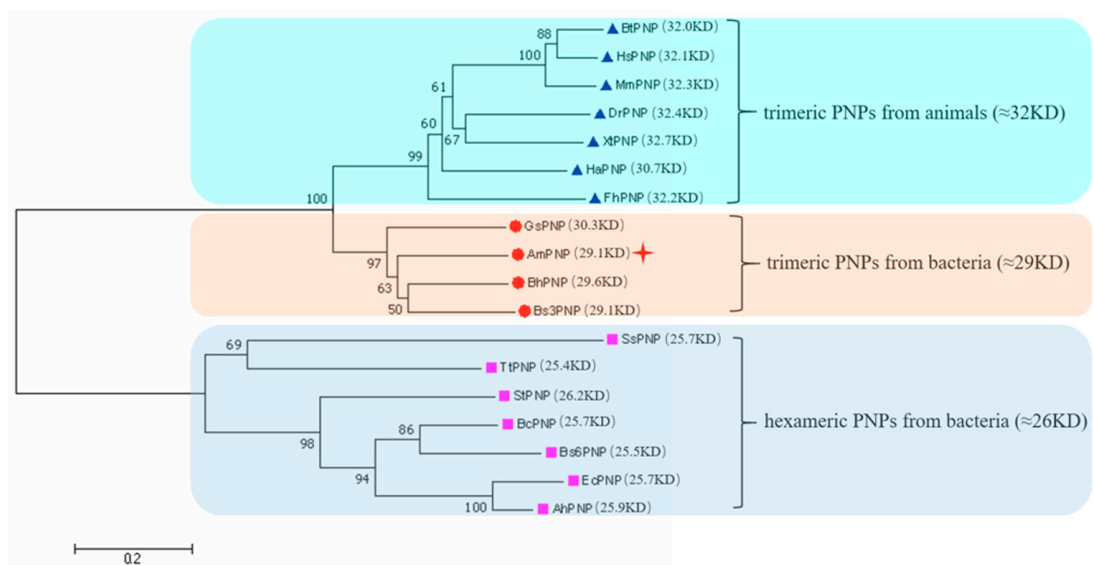 88
BtPNP (32.0KD)
100
HsPNP (32.1KD)
MmPNP (32.3KD)
61
DrPNP (32.4KD)
trimeric PNPs from animals (≈32KD)
60
67
XtPNP (32.7KD)
99
HaPNP (30.7KD)
100
FhPNP (32.2KD)
GsPNP (30.3KD)
97
AmPNP (29.1KD)
trimeric PNPs from bacteria (≈29KD)
63
BhPNP (29.6KD)
50
Bs3PNP (29.1KD)
69
SsPNP (25.7KD)
TtPNP (25.4KD)
StPNP (26.2KD)
86
BcPNP (25.7KD)
hexameric PNPs from bacteria (≈26KD)
98
Bs6PNP (25.5KD)
94
EcPNP (25.7KD)
100
AhPNP (25.9KD)
0.2